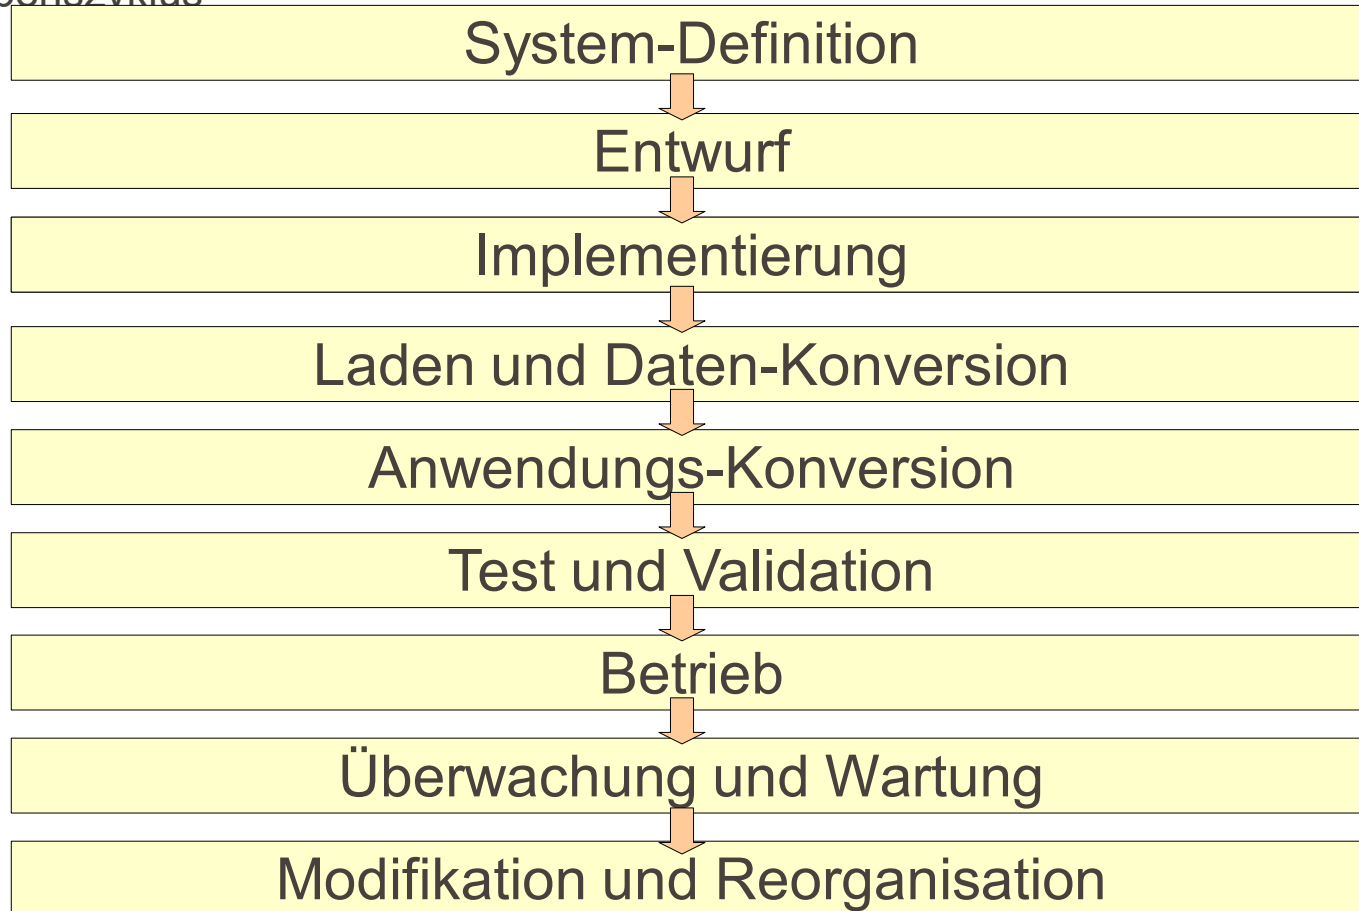 System-Definition
Entwurf
Implementierung
Laden und Daten-Konversion
Anwendungs-Konversion
Test und Validation
Betrieb
Überwachung und Wartung
Modifikation und Reorganisation